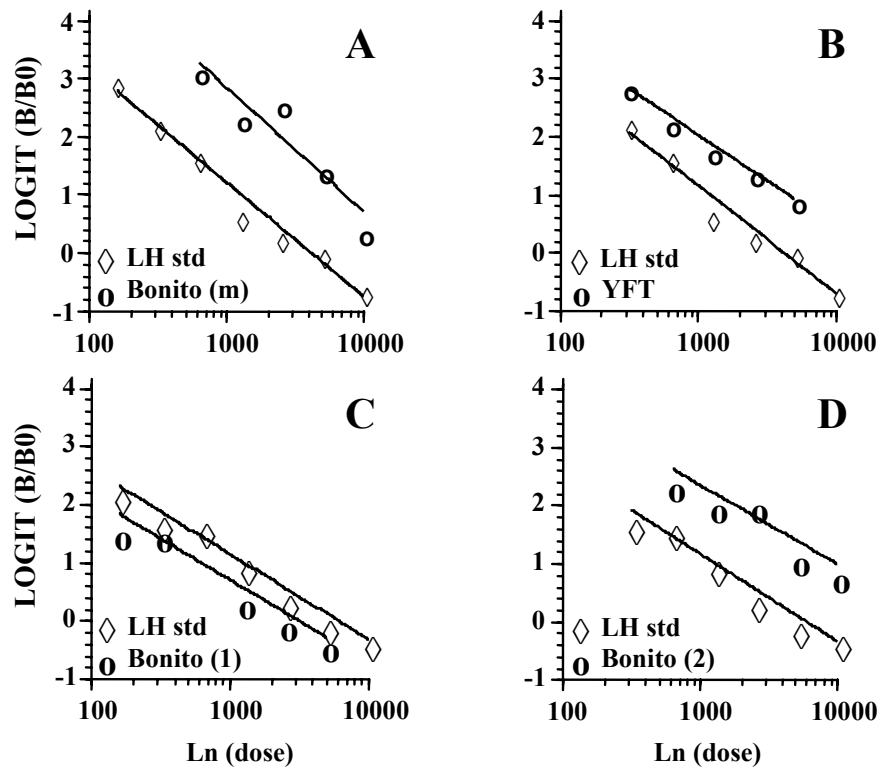 A
B
4
3
2
1
0
-1
LOGIT (B/B0)
◇ LH std
o Bonito (m)
100 1000 10000
4
3
2
1
0
-1
◇ LH std
o YFT
100 1000 10000
C
D
4
3
2
1
0
-1
LOGIT (B/B0)
◇ LH std
o Bonito (1)
100 1000 10000
Ln (dose)
4
3
2
1
0
-1
◇ LH std
o Bonito (2)
100 1000 10000
Ln (dose)